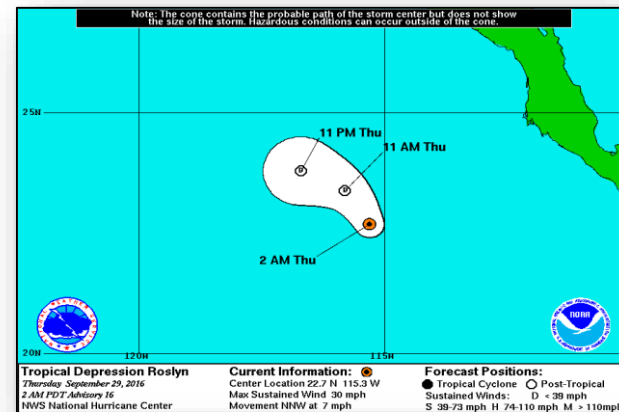 Note: The cone contains the probable path of the storm center but does not show
the size of the storm. Hazardous conditions can occur outside of the cone.
25N
11 PM Thu
11 AM Thu
D
D
2 AM Thu
NOAA
20N
120W
115W
Tropical Depression Roslyn
Thursday September 29, 2016
2 AM PDT Advisory 16
NWS National Hurricane Center
Current Information:
Center Location 22.7 N 115.3 W
Max Sustained Wind 30 mph
Movement NNW at 7 mph
Forecast Positions:
Tropical Cyclone Post-Tropical
Sustained Winds: D < 39 mph
S 39-73 mph H 74-110 mph M > 110mph